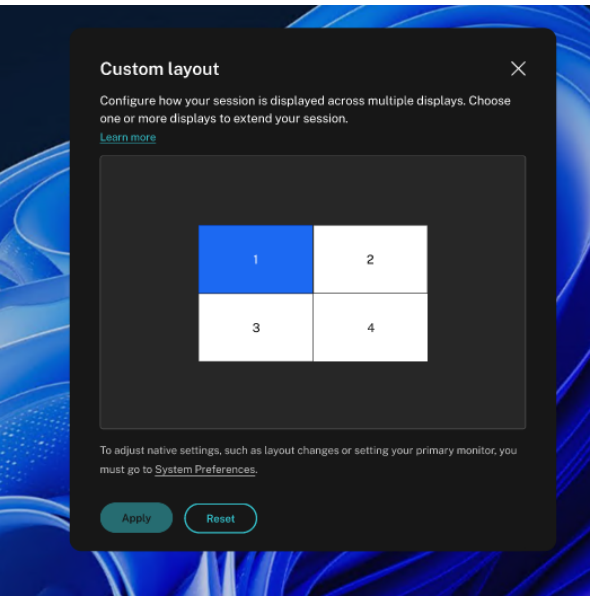 Custom layout
Configure how your session is displayed across multiple displays. Choose
one or more displays to extend your session.
Learn more
1
2
3
4
To adjust native settings, such as layout changes or setting your primary monitor, you
must go to System Preferences.
Apply
Reset